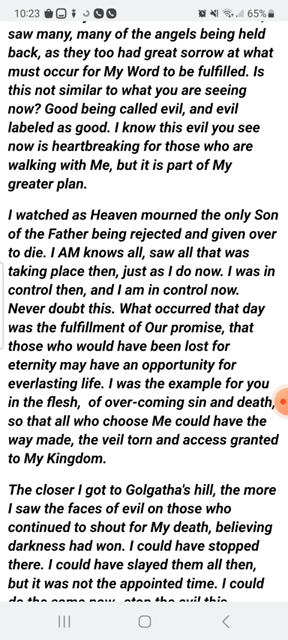 10:23
65%
saw many, many of the angels being held
back, as they too had great sorrow at what
must occur for My Word to be fulfilled. Is
this not similar to what you are seeing
now? Good being called evil, and evil
labeled as good. I know this evil you see
now is heartbreaking for those who are
walking with Me, but it is part of My
greater plan.
I watched as Heaven mourned the only Son
of the Father being rejected and given over
to die. I AM knows all, saw all that was
taking place then, just as I do now. I was in
control then, and I am in control now.
Never doubt this. What occurred that day
was the fulfillment of Our promise, that
those who would have been lost for
eternity may have an opportunity for
everlasting life. I was the example for you
in the flesh, of over-coming sin and death,
so that all who choose Me could have the
way made, the veil torn and access granted
to My Kingdom.
The closer I got to Golgatha's hill, the more
I saw the faces of evil on those who
continued to shout for My death, believing
darkness had won. I could have stopped
there. I could have slayed them all then,
but it was not the appointed time. I could
do the same now, stop the evil this